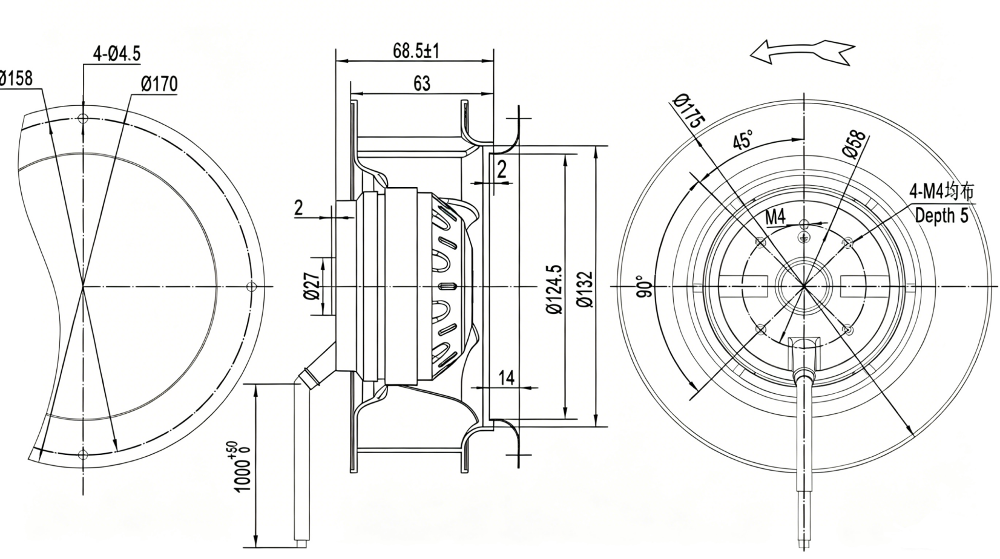 4-Ø4.5
Ø158
Ø170
68.5±1
63
2
2
Ø27
Ø124.5
Ø132
14
1000 +50 0
Ø175
45°
Ø58
4-M4均布
Depth 5
M4
90°